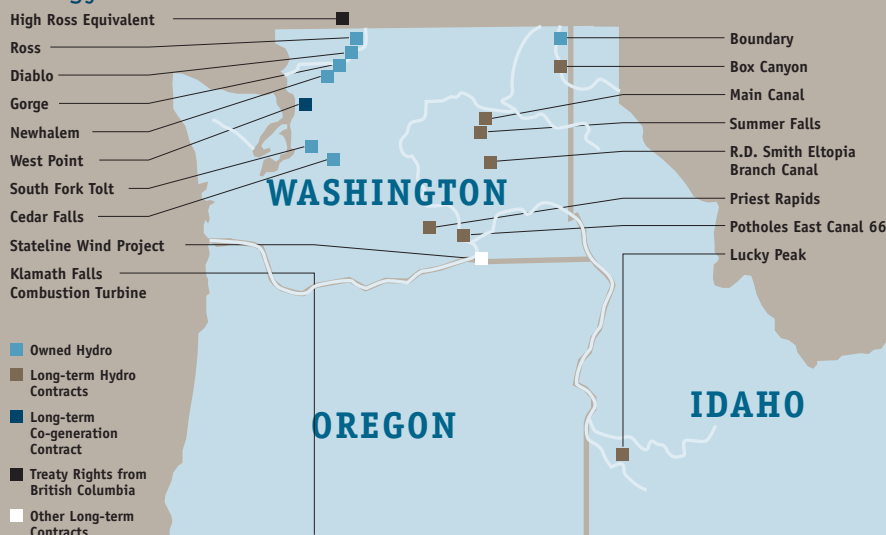 High Ross Equivalent
Ross
Diablo
Gorge
Newhalem
West Point
South Fork Tolt
Cedar Falls
Stateline Wind Project
Klamath Falls
Combustion Turbine
Boundary
Box Canyon
Main Canal
Summer Falls
R.D. Smith Eltopia
Branch Canal
Priest Rapids
Potholes East Canal 66
Lucky Peak
WASHINGTON
OREGON
IDAHO
Owned Hydro
Long-term Hydro
Contracts
Long-term
Co-generation
Contract
Treaty Rights from
British Columbia
Other Long-term
Contracts